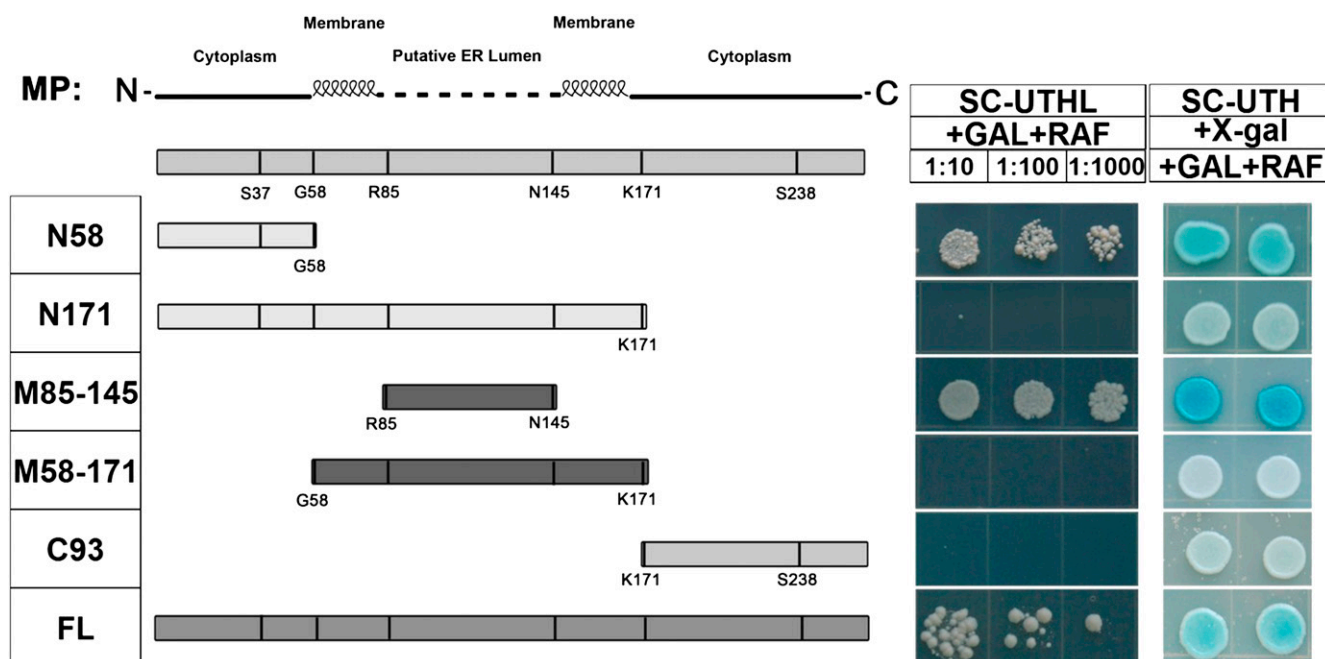 Membrane Membrane
Cytoplasm Putative ER Lumen Cytoplasm
MP: N - -C
SC-UTHL SC-UTH
+GAL+RAF +X-gal
1:10 1:100 1:1000 +GAL+RAF
S37 G58 R85 N145 K171 S238
N58
G58
N171
K171
M85-145
R85 N145
M58-171
G58 K171
C93
K171 S238
FL